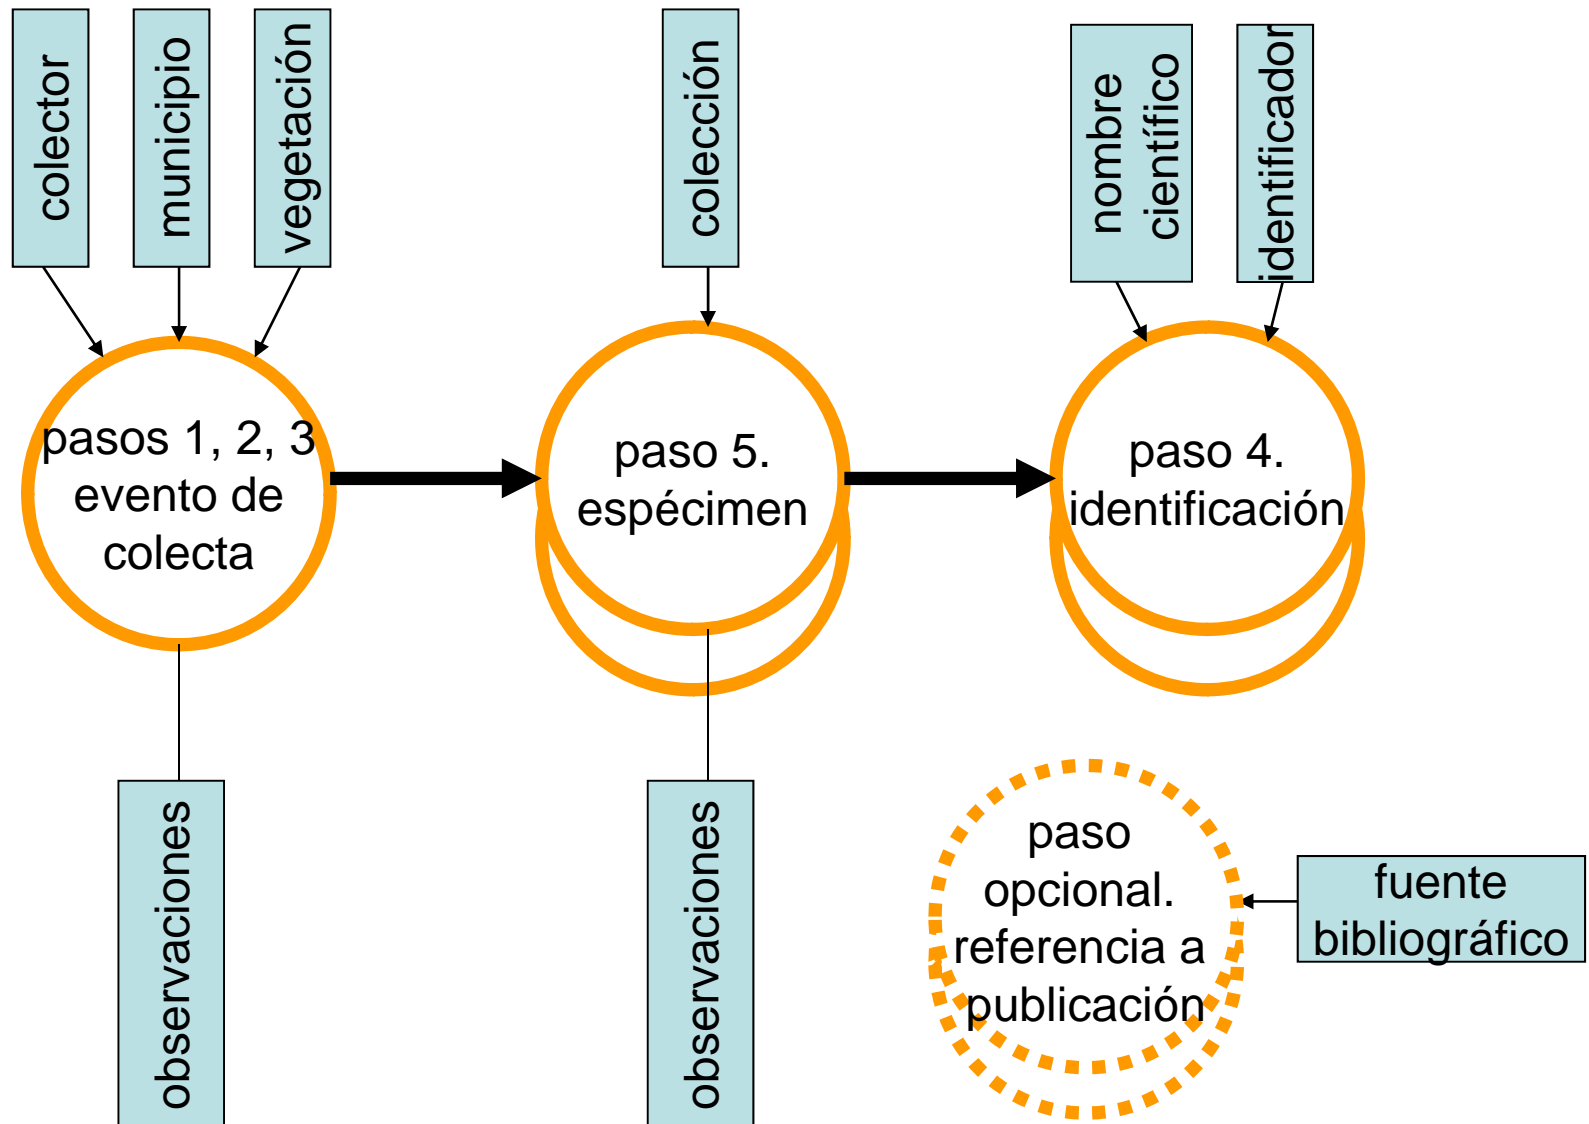 colector
municipio
vegetación
colección
nombre
científico
identificador
pasos 1, 2, 3
evento de
colecta
paso 5.
espécimen
paso 4.
identificación
observaciones
observaciones
paso
opcional.
referencia a
publicación
fuente
bibliográfico